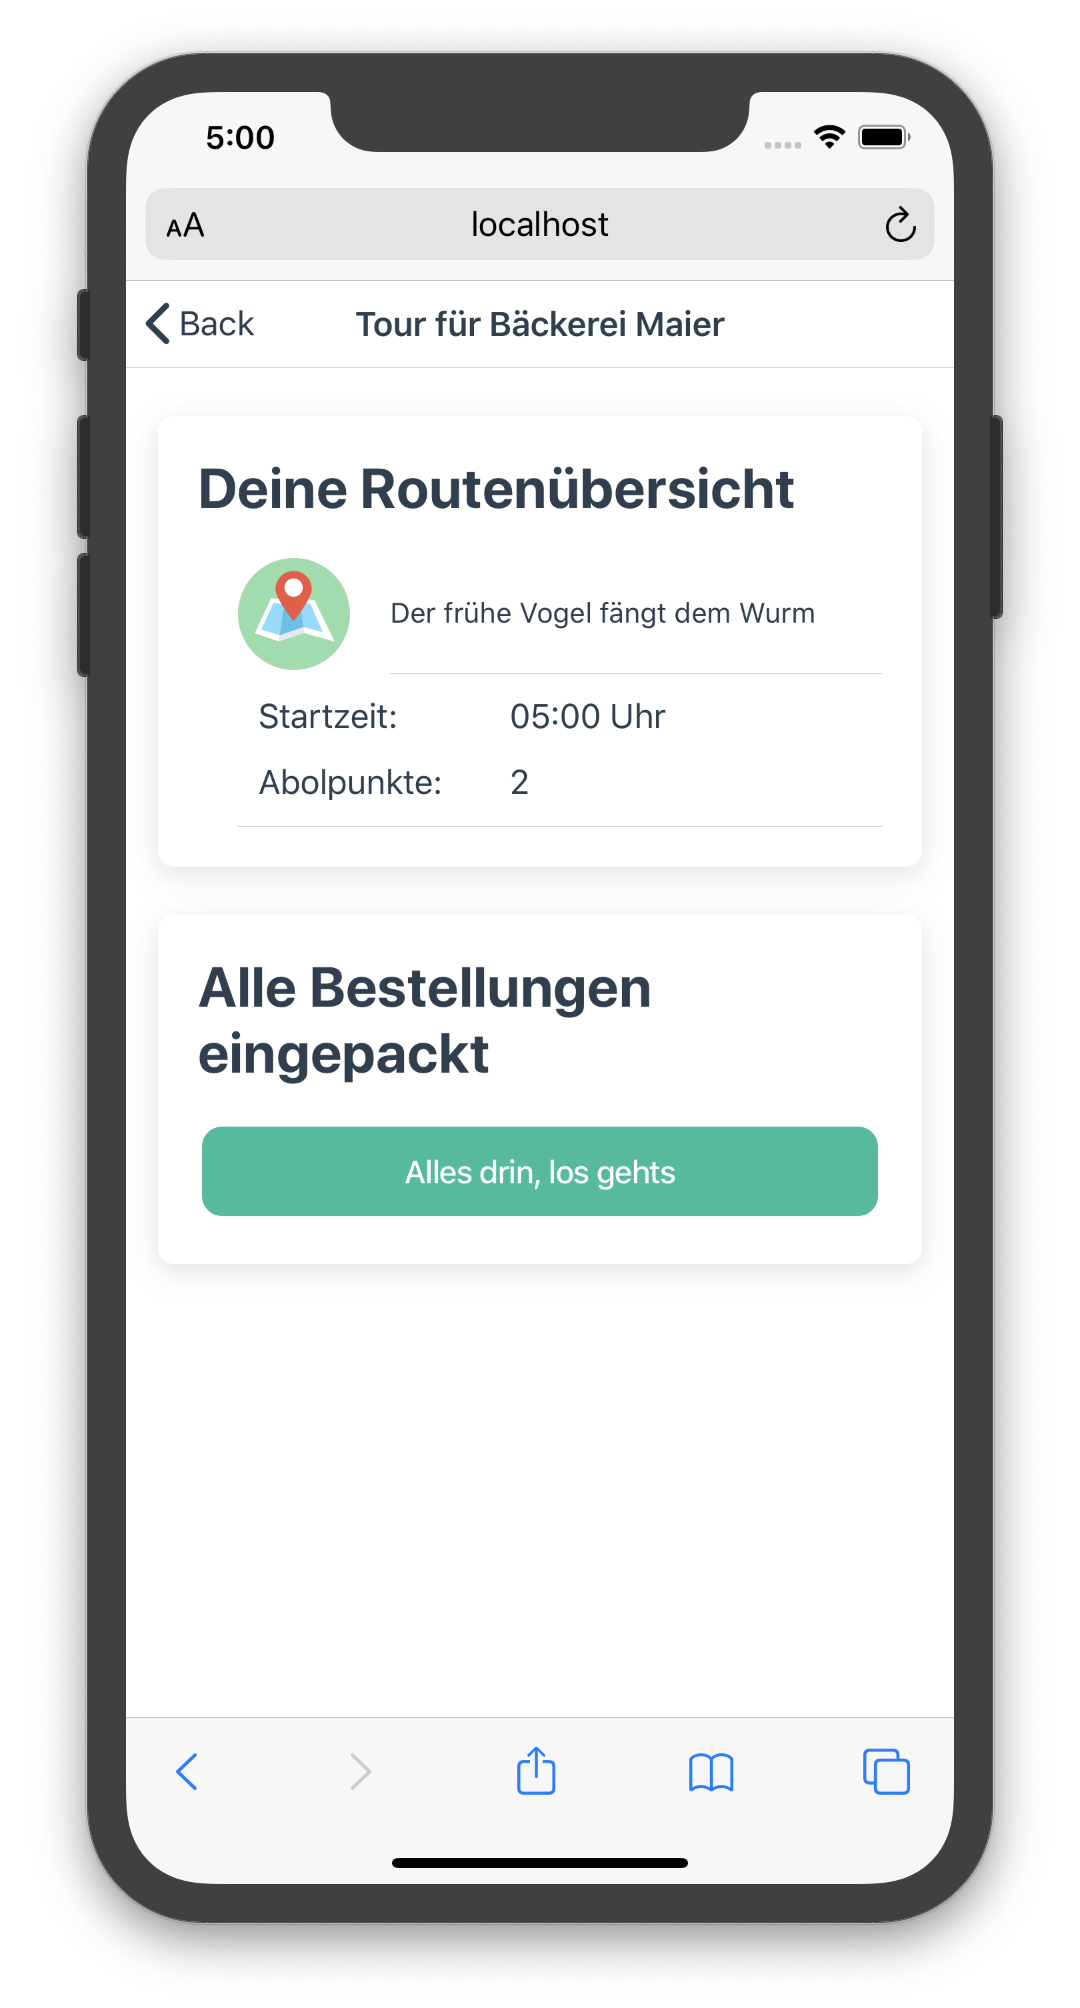 5:00
AA
localhost
Back
Tour für Bäckerei Maier
Deine Routenübersicht
Der frühe Vogel fängt dem Wurm
Startzeit: 05:00 Uhr
Abolpunkte: 2
Alle Bestellungen
eingepackt
Alles drin, los gehts